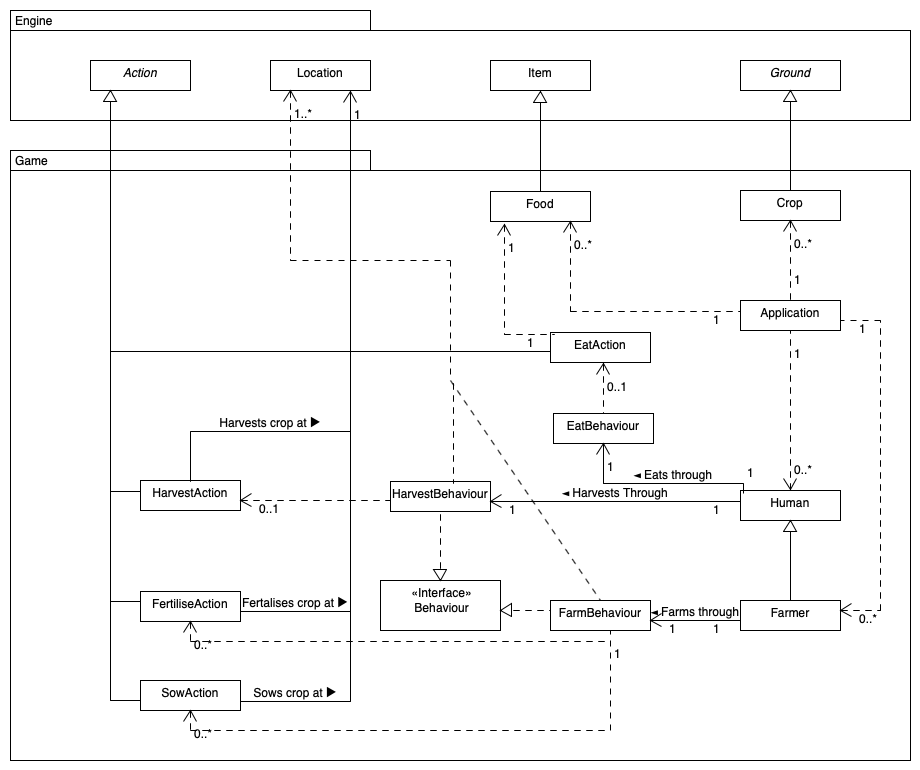 Engine
Action
Location
Item
Ground
1..*
1
Game
Food
Crop
1
0..*
0..*
1
Application
1
1
1
1
EatAction
0..1
Harvests crop at ▶
EatBehaviour
1
◄ Eats through
1
0..*
HarvestAction
HarvestBehaviour
◄ Harvests Through
Human
0..1
1
1
«Interface»
Behaviour
FertiliseAction
Fertalises crop at ▶
FarmBehaviour
◄ Farms through
Farmer
0..*
1
1
0..*
1
SowAction
Sows crop at ▶
0..*